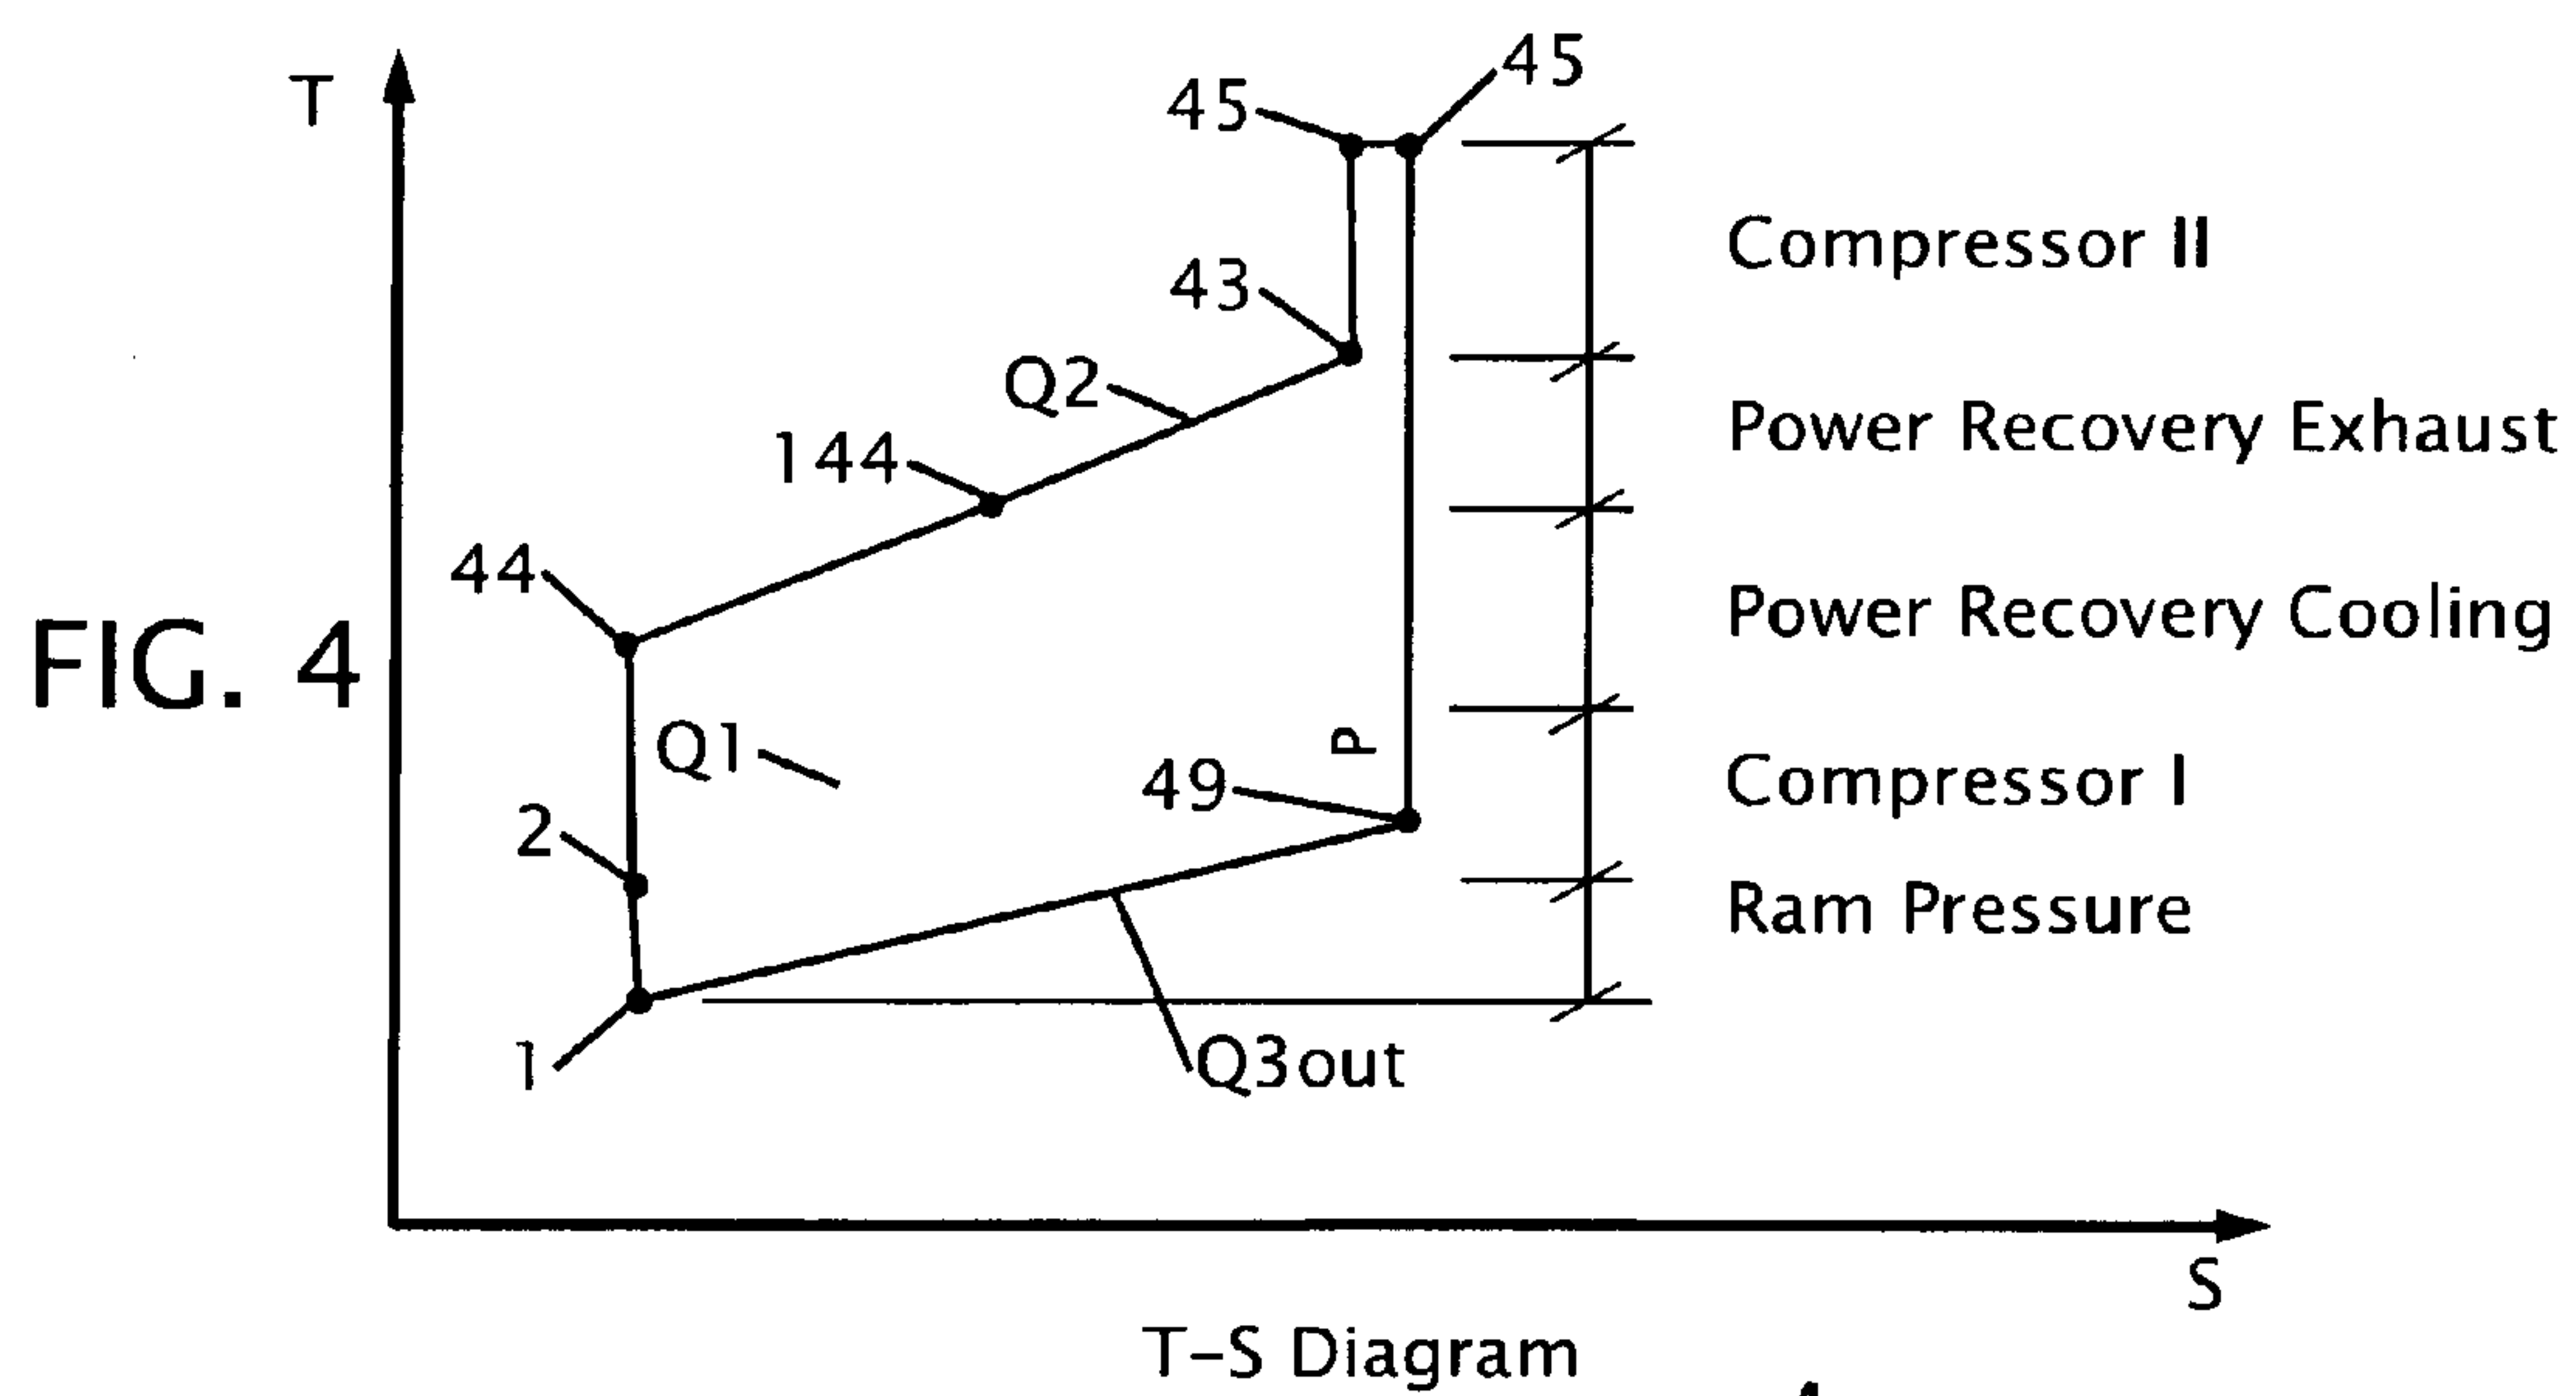 T
45
45
Compressor II
43
Q2
Power Recovery Exhaust
144
44
Power Recovery Cooling
FIG. 4
Q1
P
49
Compressor I
2
Ram Pressure
1
Q3out
S
T-S Diagram